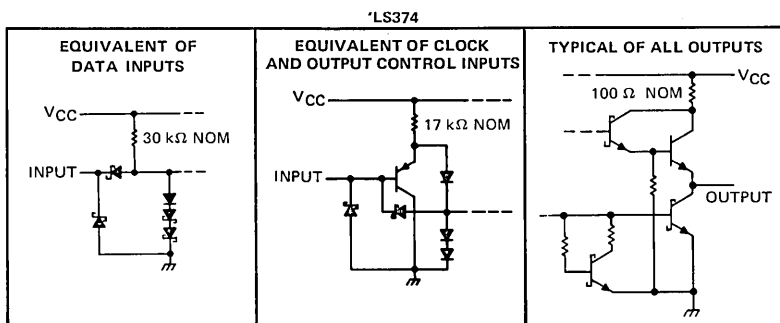 'LS374
EQUIVALENT OF
DATA INPUTS
VCC
30 kΩ NOM
INPUT
EQUIVALENT OF CLOCK
AND OUTPUT CONTROL INPUTS
VCC
17 kΩ NOM
INPUT
TYPICAL OF ALL OUTPUTS
VCC
100 Ω NOM
OUTPUT